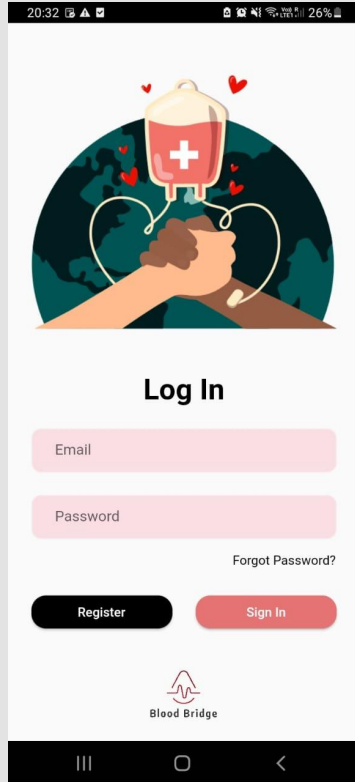 20:32
26%
Log In
Email
Password
Forgot Password?
Register
Sign In
Blood Bridge